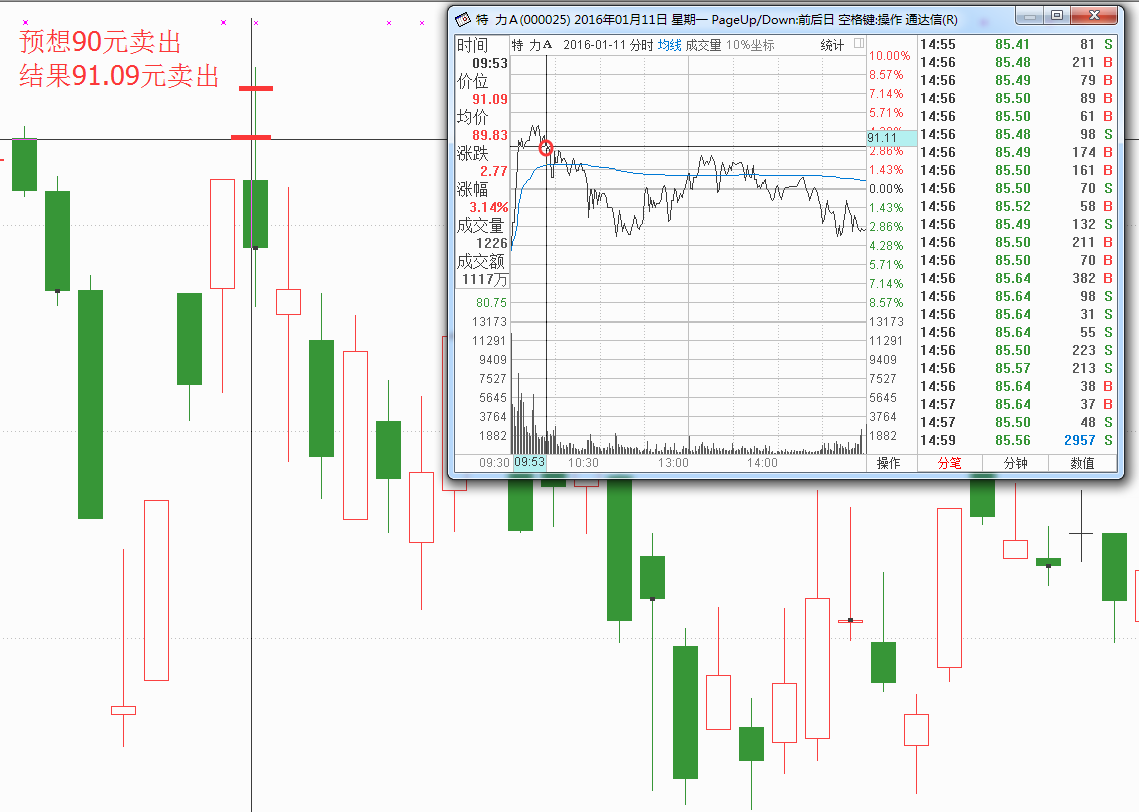 预想90元卖出
结果91.09元卖出
特 力A(000025) 2016年01月11日 星期一 PageUp/Down:前后日 空格键:操作 通达信(R)
时间
09:53
价位
91.09
均价
89.83
涨跌
2.77
涨幅
3.14%
成交量
1226
成交额
1117万
80.75
13173
11291
9409
7527
5645
3764
1882
特 力A 2016-01-11 分时 均线 成交量 10%坐标 统计
10.00%
8.57%
7.14%
5.71%
91.11
2.86%
1.43%
0.00%
1.43%
2.86%
4.28%
5.71%
7.14%
8.57%
13173
11291
9409
7527
5645
3764
1882
09:30 09:53 10:30 13:00 14:00
操作
14:55 85.41 81 S
14:56 85.48 211 B
14:56 85.49 79 B
14:56 85.50 89 B
14:56 85.50 61 B
14:56 85.48 98 S
14:56 85.49 174 B
14:56 85.50 161 B
14:56 85.50 70 S
14:56 85.52 58 B
14:56 85.49 132 S
14:56 85.50 211 B
14:56 85.50 70 B
14:56 85.64 382 B
14:56 85.64 98 S
14:56 85.64 31 S
14:56 85.64 55 S
14:56 85.50 223 S
14:56 85.57 213 S
14:56 85.64 38 B
14:57 85.64 37 B
14:57 85.50 48 S
14:59 85.56 2957 S
分笔 分钟 数值